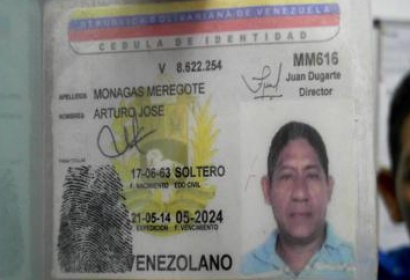 REPUBLICA BOLIVARIANA DE VENEZUELA
CEDULA DE IDENTIDAD
V 8.622.254
MM616
Juan Dugarte
Director
APELLIDOS MONAGAS MEREGOTE
NOMBRES ARTURO JOSE
17-06-63 SOLTERO
F. NACIMIENTO EDO CIVIL
21-05-14 05-2024
EXPEDICION F. VENCIMIENTO
VENEZOLANO